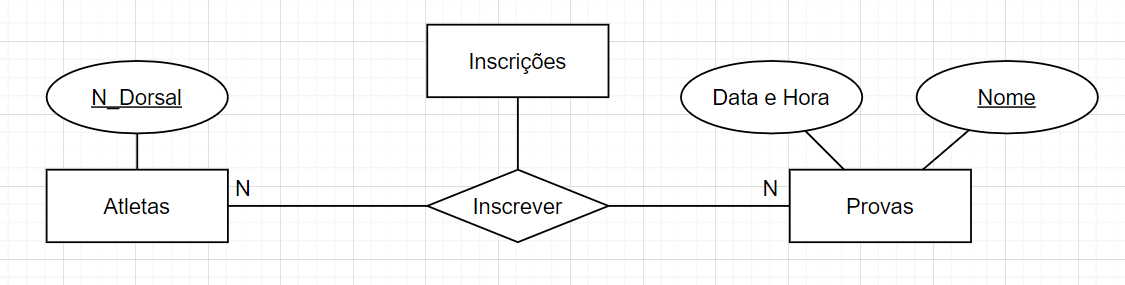 Inscrições
N_Dorsal
Data e Hora
Nome
Atletas
N
Inscrever
N
Provas